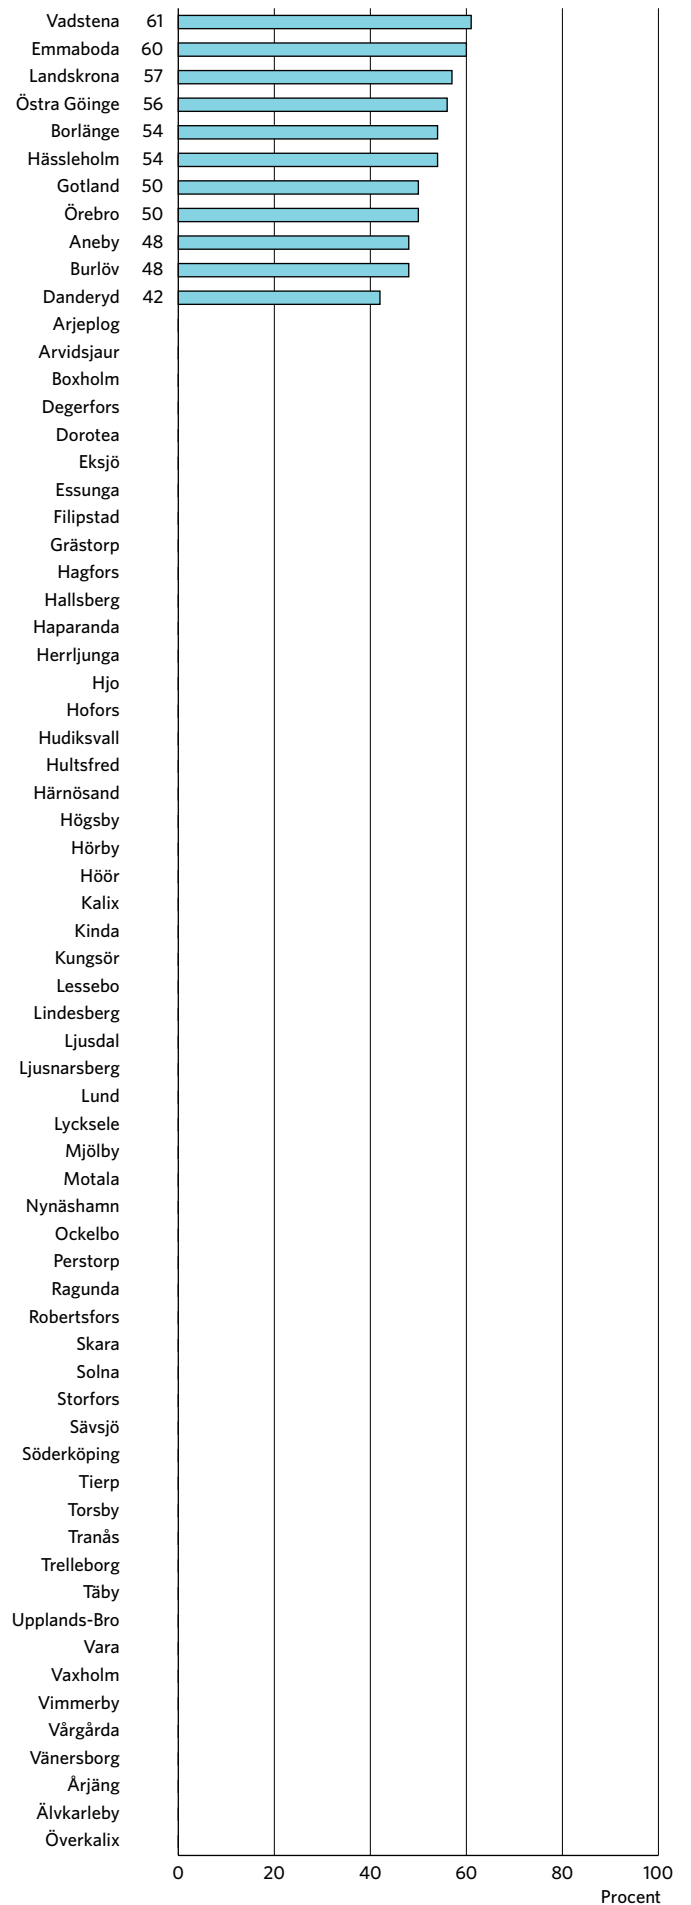 Vadstena 61
Emmaboda 60
Landskrona 57
Östra Göinge 56
Borlänge 54
Hässleholm 54
Gotland 50
Örebro 50
Aneby 48
Burlöv 48
Danderyd 42
Arjeplog
Arvidsjaur
Boxholm
Degerfors
Dorotea
Eksjö
Essunga
Filipstad
Grästorp
Hagfors
Hallsberg
Haparanda
Herrljunga
Hjo
Hofors
Hudiksvall
Hultsfred
Härnösand
Högsby
Hörby
Höör
Kalix
Kinda
Kungsör
Lessebo
Lindesberg
Ljusdal
Ljusnarsberg
Lund
Lycksele
Mjölby
Motala
Nynäshamn
Ockelbo
Perstorp
Ragunda
Robertsfors
Skara
Solna
Storfors
Sävsjö
Söderköping
Tierp
Torsby
Tranås
Trelleborg
Täby
Upplands-Bro
Vara
Vaxholm
Vimmerby
Vårgårda
Vänersborg
Årjäng
Älvkarleby
Överkalix
0 20 40 60 80 100
Procent